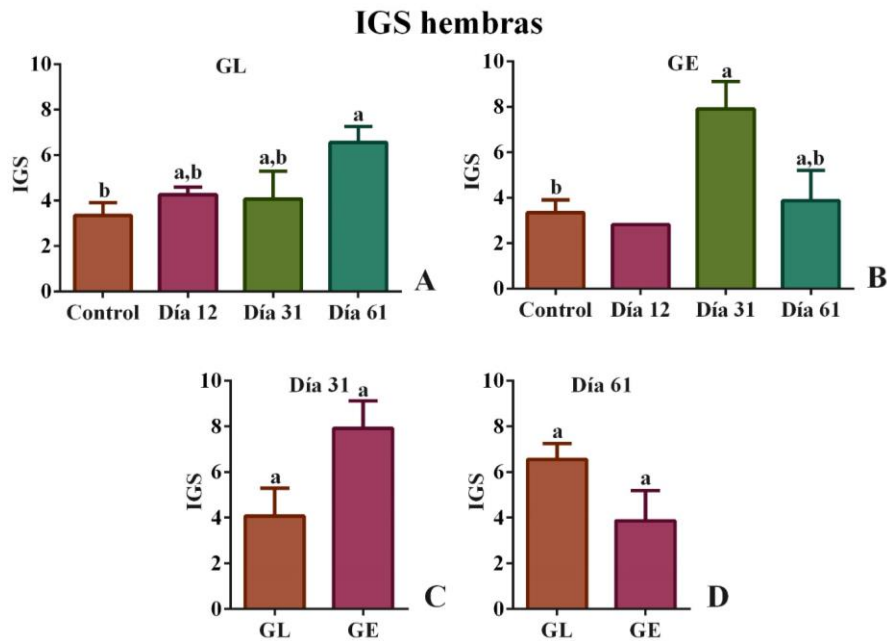 IGS hembras
GL
10
8
6
4
2
0
IGS
b
a,b
a,b
a
Control Día 12 Día 31 Día 61
A
GE
10
8
6
4
2
0
IGS
b
a
a,b
Control Día 12 Día 31 Día 61
B
Día 31
10
8
6
4
2
0
IGS
a
a
GL GE
C
Día 61
10
8
6
4
2
0
IGS
a
a
GL GE
D